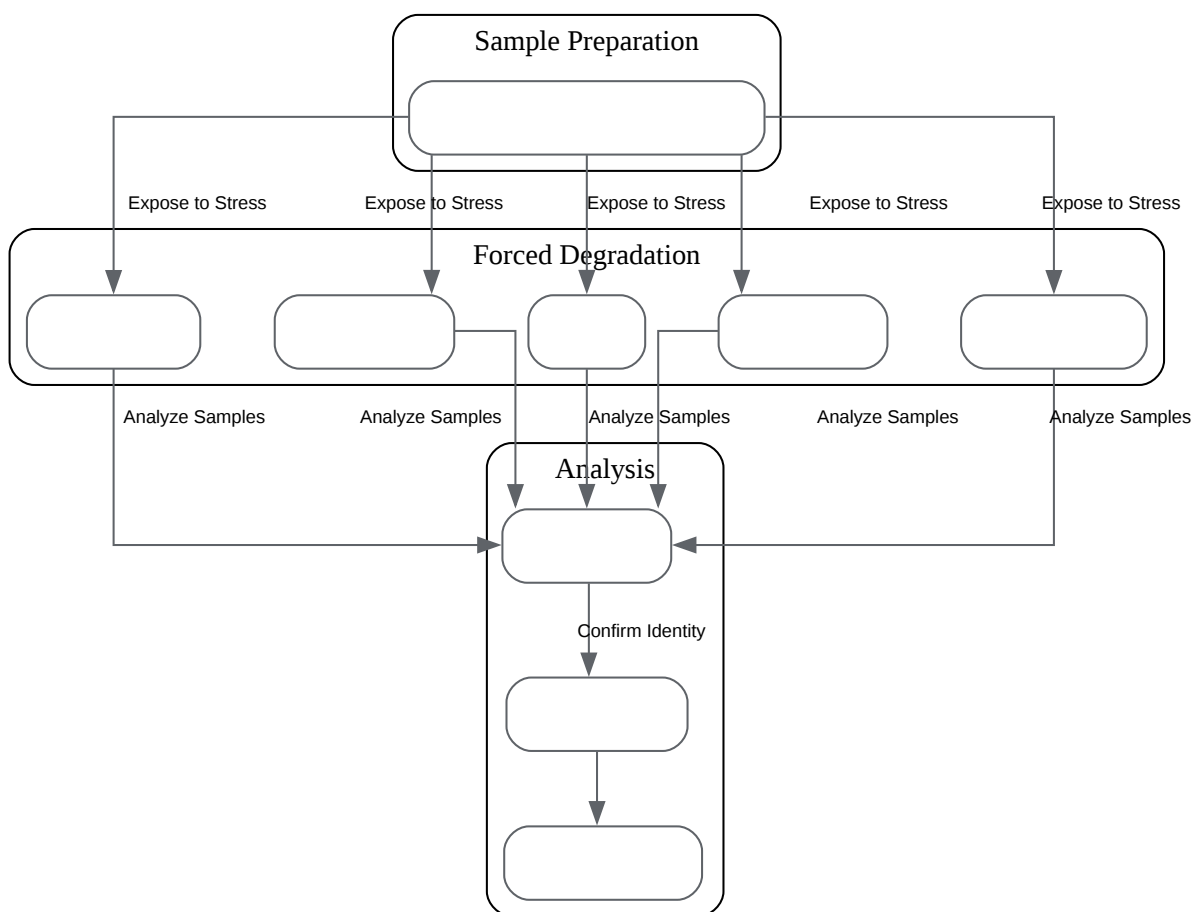 Sample Preparation
Expose to Stress
Expose to Stress
Expose to Stress
Expose to Stress
Expose to Stress
Forced Degradation
Analyze Samples
Analyze Samples
Analyze Samples
Analyze Samples
Analyze Samples
Analysis
Confirm Identity